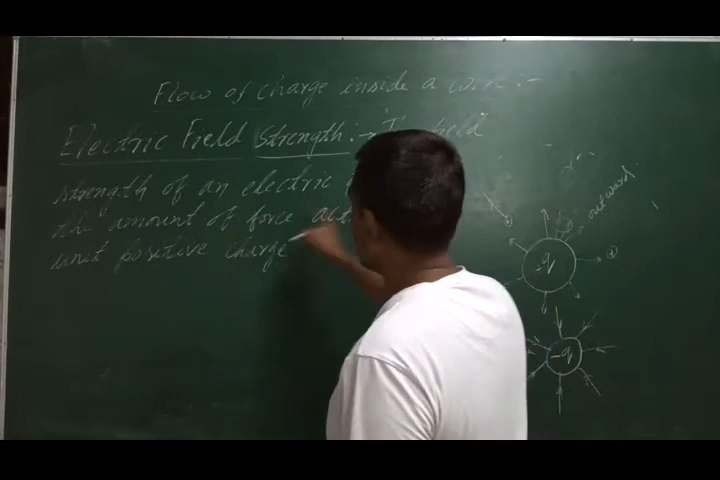 Flow of charge inside a wire :-
Electric Field Strength :- field
strength of an electric
the amount of force act
unit positive charge
outward
+q
-q